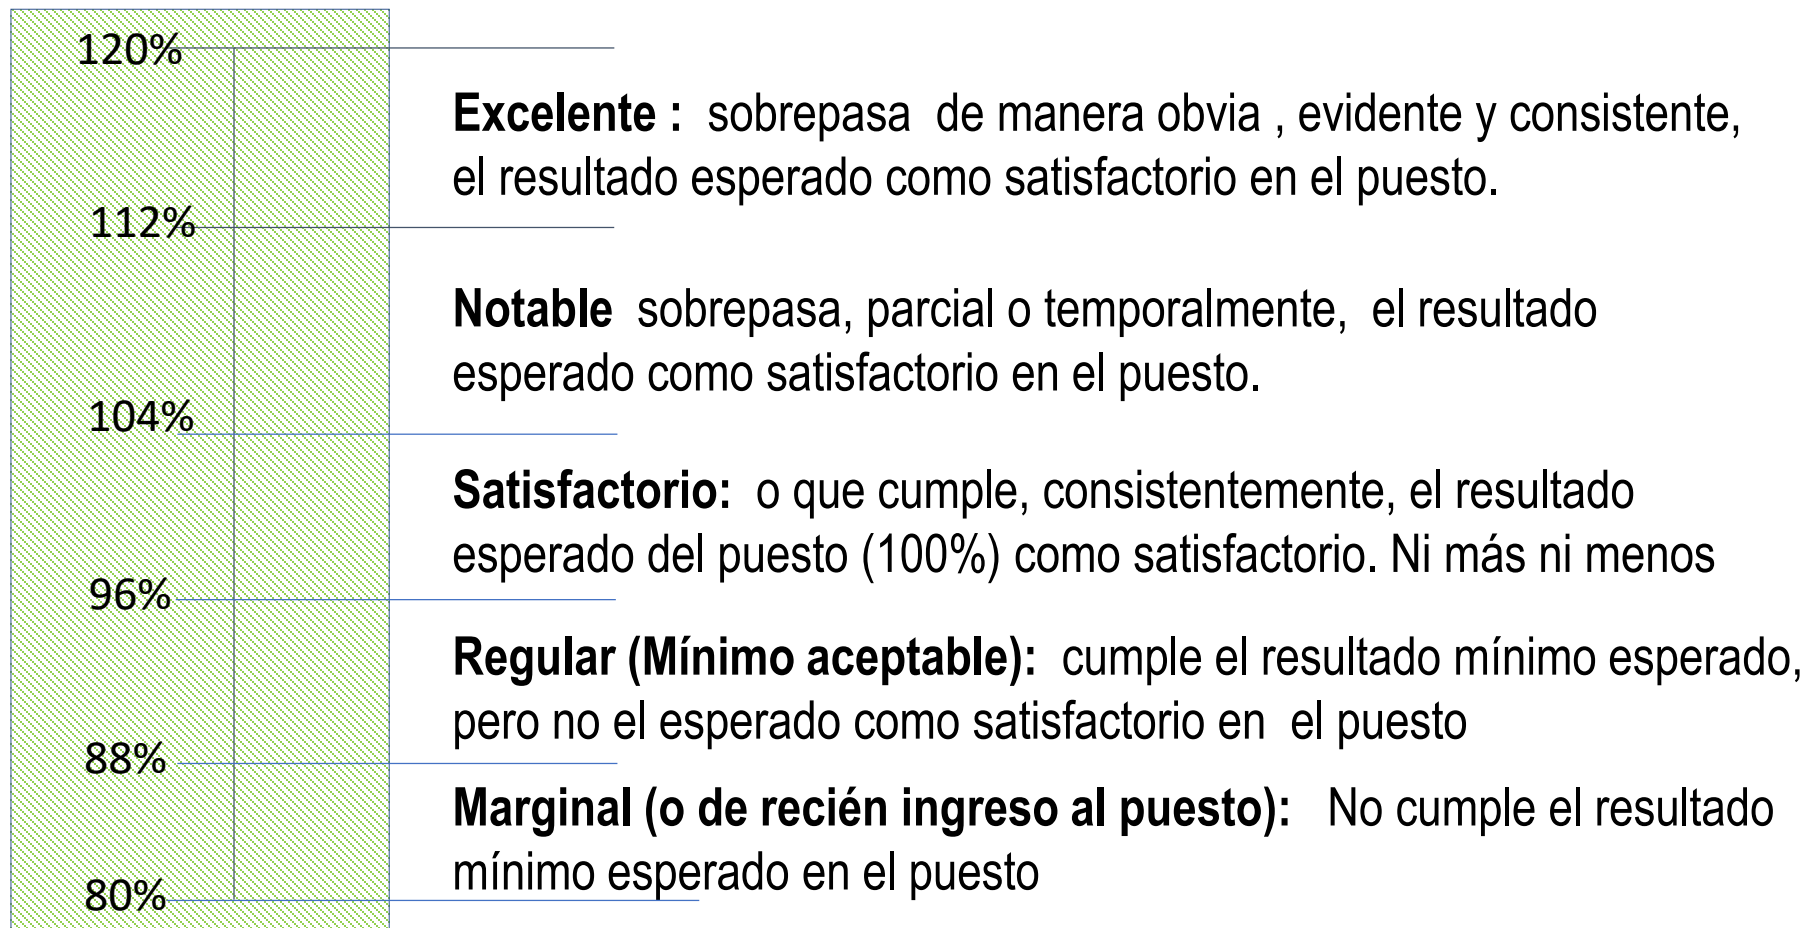 120%
Excelente :  sobrepasa  de manera obvia , evidente y consistente,
el resultado esperado como satisfactorio en el puesto.
112%
Notable  sobrepasa, parcial o temporalmente,  el resultado
esperado como satisfactorio en el puesto.
104%
Satisfactorio:  o que cumple, consistentemente, el resultado
esperado del puesto (100%) como satisfactorio. Ni más ni menos
96%
Regular (Mínimo aceptable):  cumple el resultado mínimo esperado,
pero no el esperado como satisfactorio en  el puesto
88%
Marginal (o de recién ingreso al puesto):   No cumple el resultado
mínimo esperado en el puesto
80%